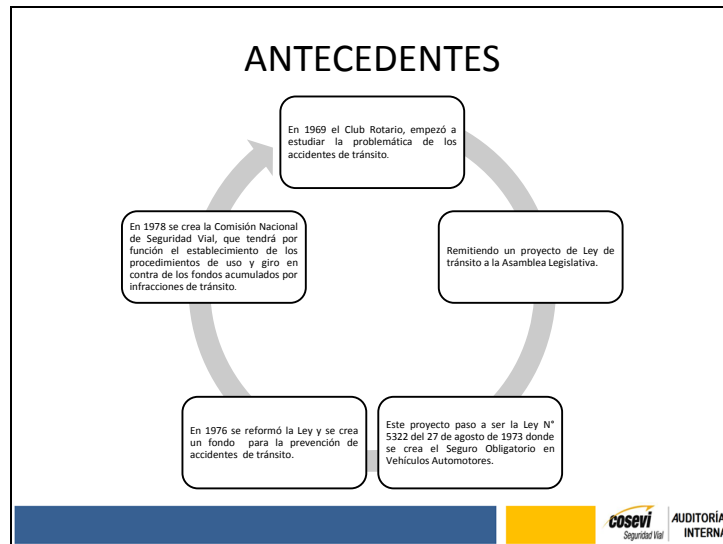 ANTECEDENTES
En 1969 el Club Rotario, empezó a
estudiar la problemática de los
accidentes de tránsito.
Remitiendo un proyecto de Ley de
tránsito a la Asamblea Legislativa.
Este proyecto paso a ser la Ley N°
5322 del 27 de agosto de 1973 donde
se crea el Seguro Obligatorio en
Vehículos Automotores.
En 1976 se reformó la Ley y se crea
un fondo para la prevención de
accidentes de tránsito.
En 1978 se crea la Comisión Nacional
de Seguridad Vial, que tendrá por
función el establecimiento de los
procedimientos de uso y giro en
contra de los fondos acumulados por
infracciones de tránsito.
cosevi
Seguridad Vial
AUDITORÍA
INTERNA